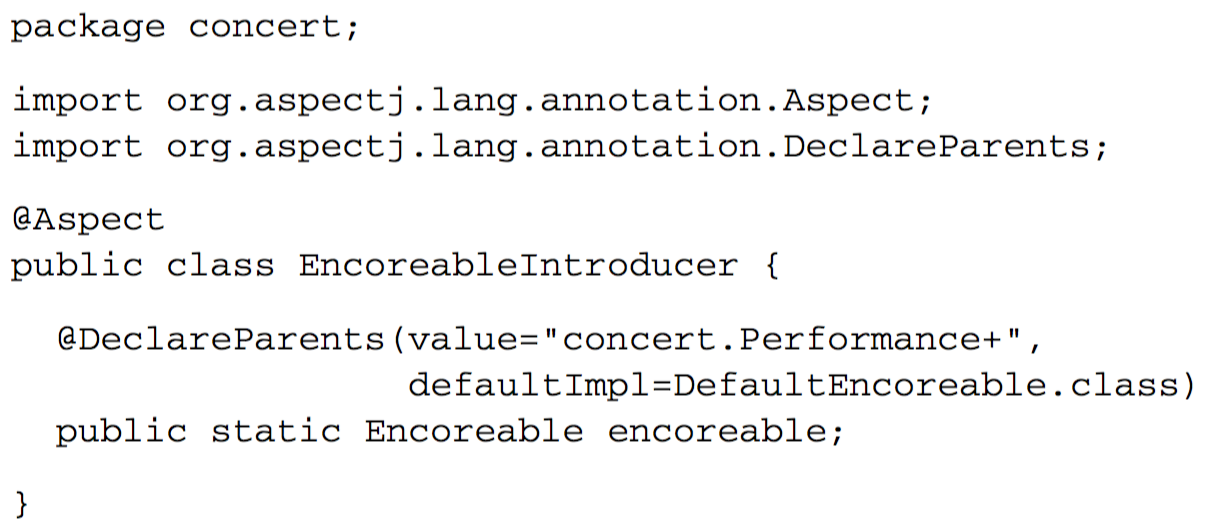 package concert;
import org.aspectj.lang.annotation.Aspect;
import org.aspectj.lang.annotation.DeclareParents;
@Aspect
public class EncoreableIntroducer {
@DeclareParents(value="concert.Performance+",
defaultImpl=DefaultEncoreable.class)
public static Encoreable encoreable;
}